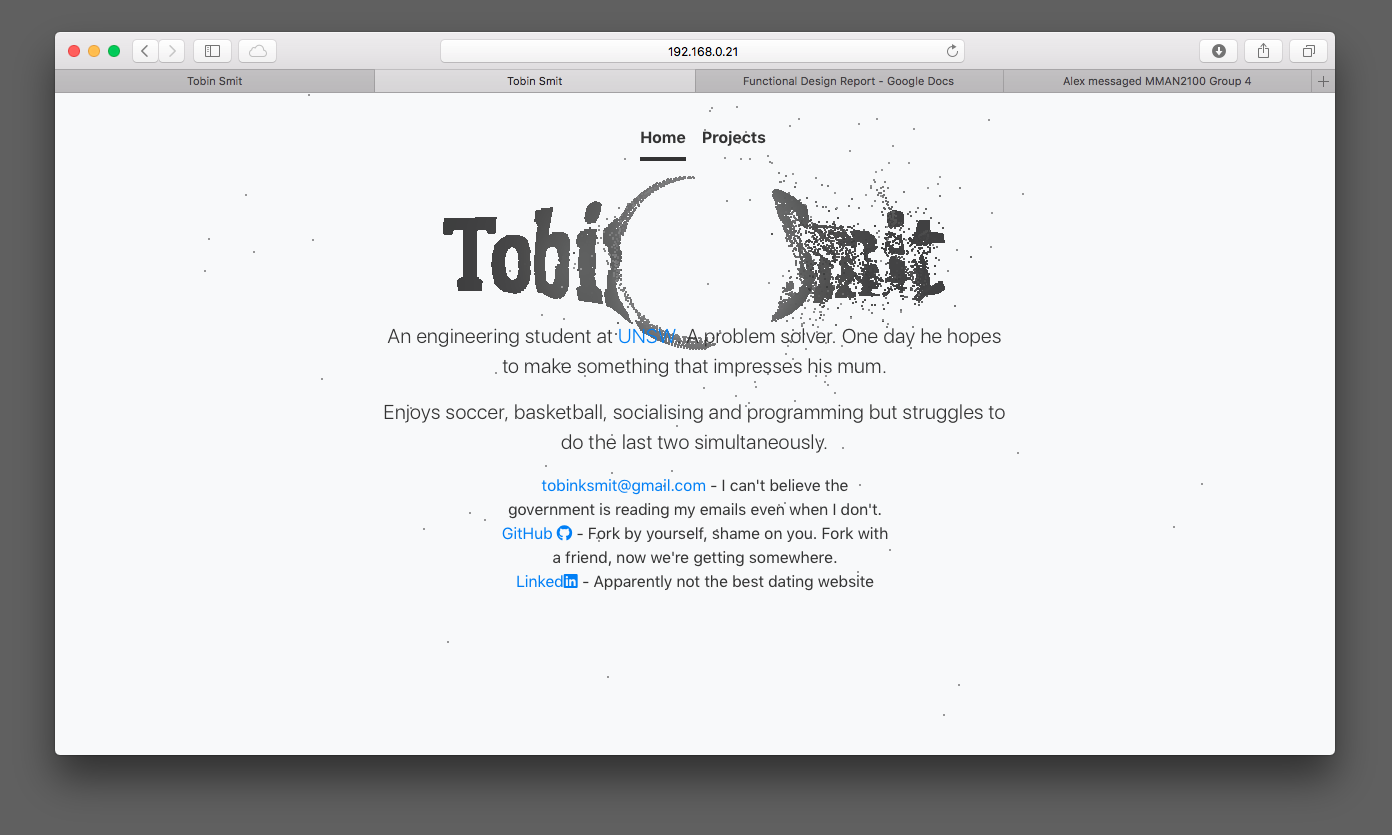 192.168.0.21
Tobin Smit
Tobin Smit
Functional Design Report - Google Docs
Alex messaged MMAN2100 Group 4
Home
Projects
Tobi Smit
An engineering student at UNSW. A problem solver. One day he hopes
to make something that impresses his mum.
Enjoys soccer, basketball, socialising and programming but struggles to
do the last two simultaneously.
tobinksmit@gmail.com - I can't believe the
government is reading my emails even when I don't.
GitHub - Fork by yourself, shame on you. Fork with
a friend, now we're getting somewhere.
Linkedin - Apparently not the best dating website